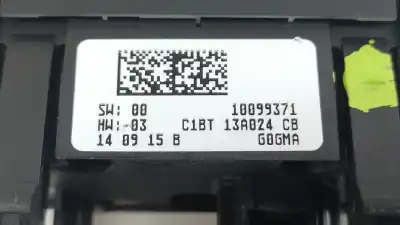 SW: 00 10099371
HW: 03 C1BT 13A024 CB
14 09 15 B G0GMA